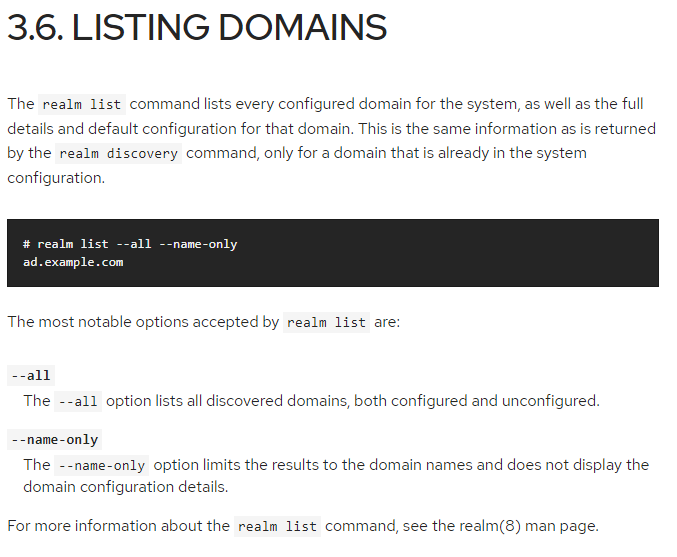 3.6. LISTING DOMAINS
The realm list command lists every configured domain for the system, as well as the full
details and default configuration for that domain. This is the same information as is returned
by the realm discovery command, only for a domain that is already in the system
configuration.
# realm list --all --name-only
ad.example.com
The most notable options accepted by realm list are:
--all
The --all option lists all discovered domains, both configured and unconfigured.
--name-only
The --name-only option limits the results to the domain names and does not display the
domain configuration details.
For more information about the realm list command, see the realm(8) man page.